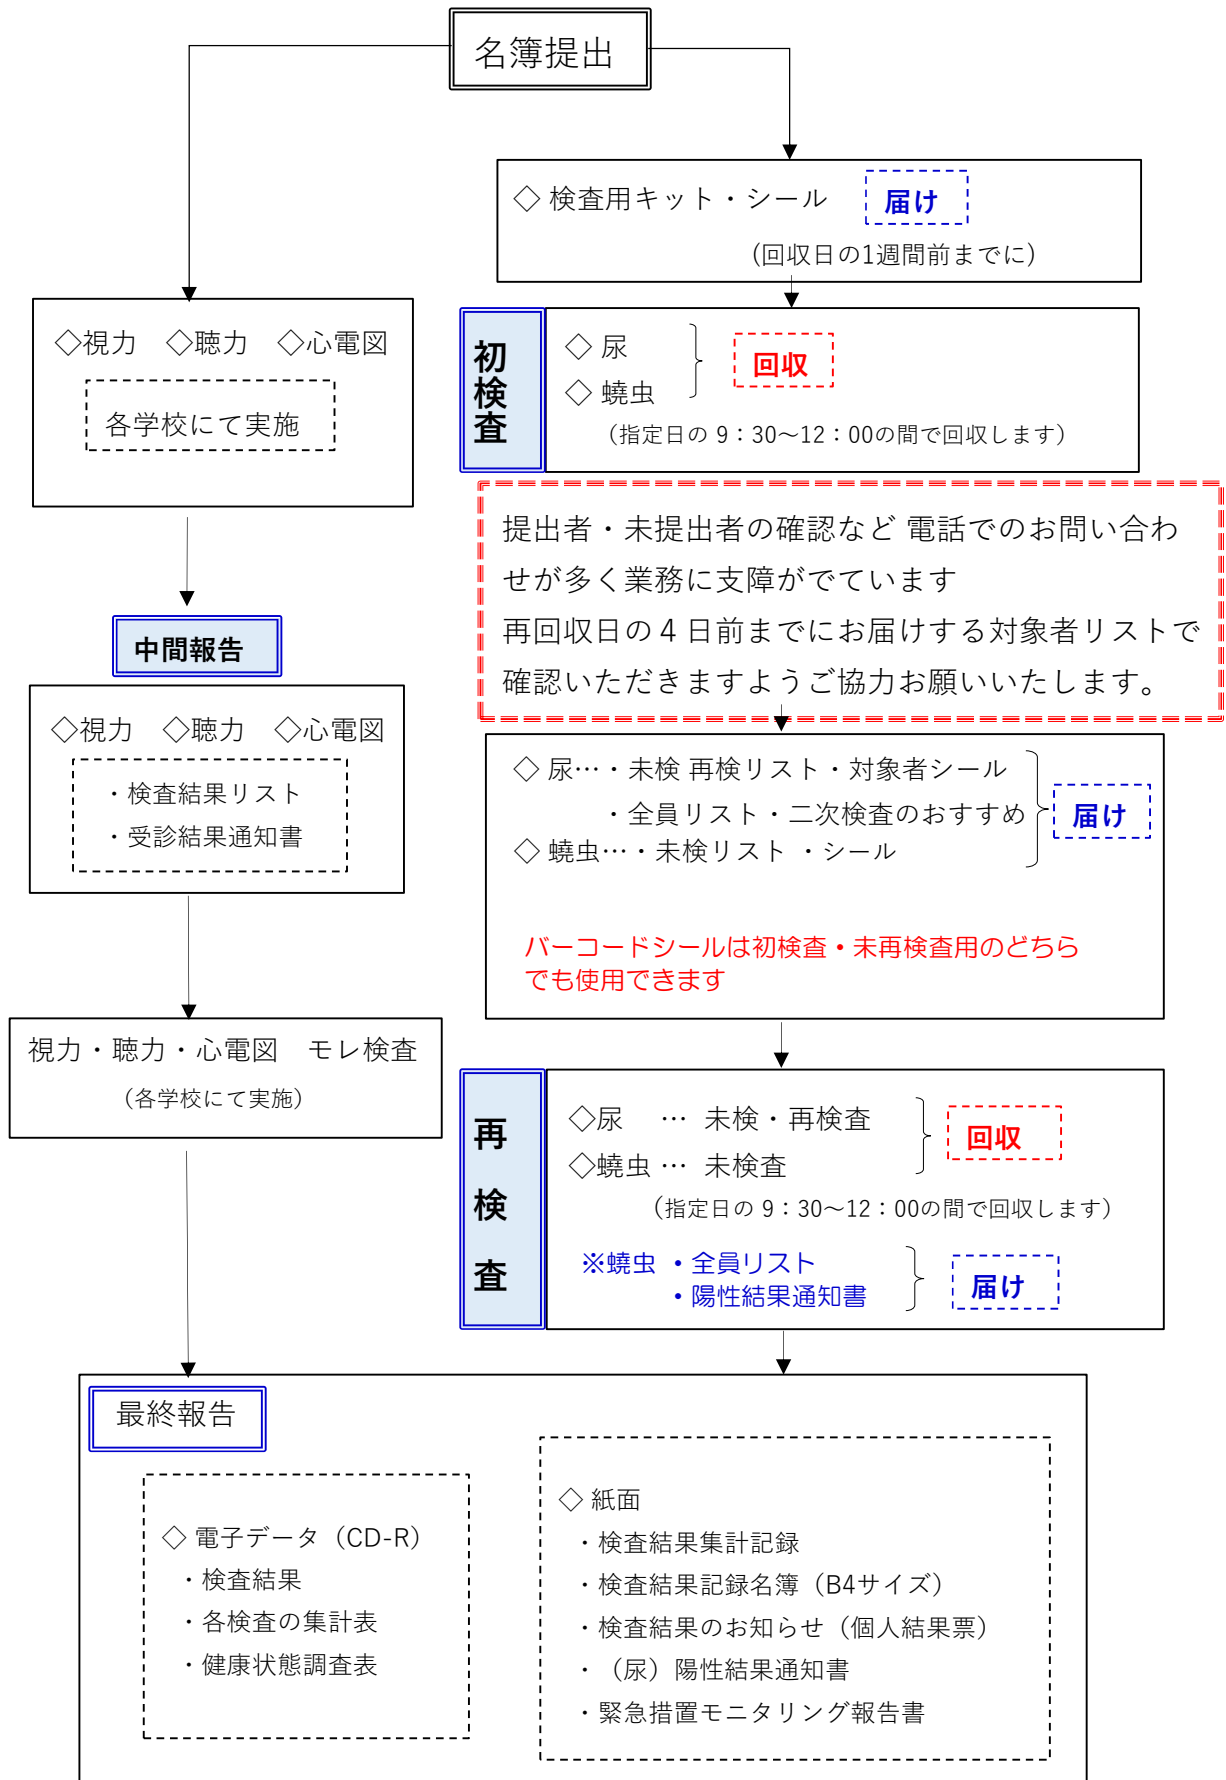 名簿提出
◇ 検査用キット・シール 届け
(回収日の1週間前までに)
◇視力 ◇聴力 ◇心電図
各学校にて実施
初検査
◇ 尿
◇ 蟯虫
回収
（指定日の 9：30～12：00の間で回収します）
提出者・未提出者の確認など 電話でのお問い合わ
せが多く業務に支障がでています
再回収日の４日前までにお届けする対象者リストで
確認いただきますようご協力お願いいたします。
中間報告
◇視力 ◇聴力 ◇心電図
・検査結果リスト
・受診結果通知書
◇ 尿…・未検 再検リスト・対象者シール
・全員リスト・二次検査のおすすめ
◇ 蟯虫…・未検リスト ・シール
届け
バーコードシールは初検査・未再検査用のどちら
でも使用できます
視力・聴力・心電図 モレ検査
（各学校にて実施）
再検査
◇尿 … 未検・再検査
◇蟯虫 … 未検査
回収
（指定日の 9：30～12：00の間で回収します）
※蟯虫 ・全員リスト
・陽性結果通知書
届け
最終報告
◇ 電子データ（CD-R）
・検査結果
・各検査の集計表
・健康状態調査表
◇ 紙面
・検査結果集計記録
・検査結果記録名簿（B4サイズ）
・検査結果のお知らせ（個人結果票）
・（尿）陽性結果通知書
・緊急措置モニタリング報告書